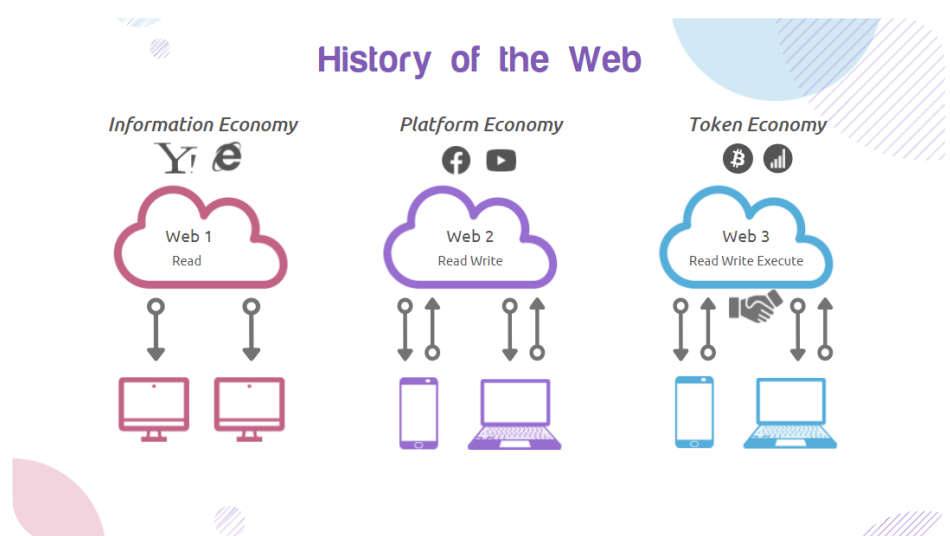 History of the Web
Information Economy
Platform Economy
Token Economy
Y!
Web 1
Read
Web 2
Read Write
Web 3
Read Write Execute